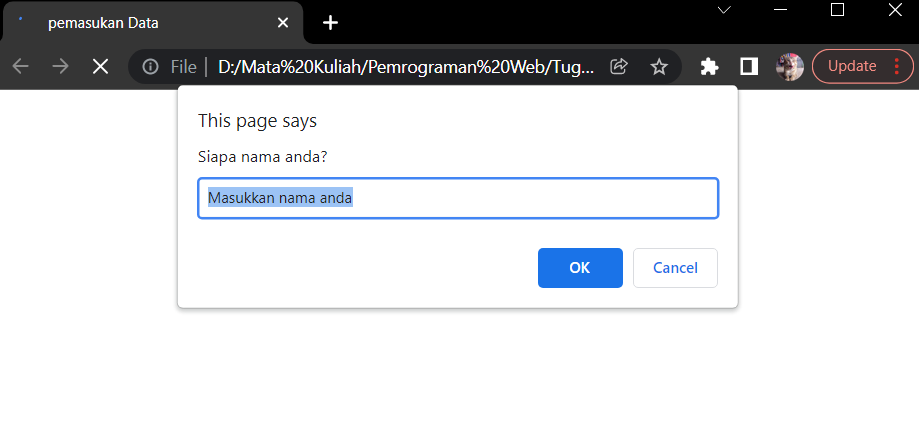 pemasukan Data
File
D:/Mata%20Kuliah/Pemrograman%20Web/Tug...
Update
This page says
Siapa nama anda?
Masukkan nama anda
OK
Cancel